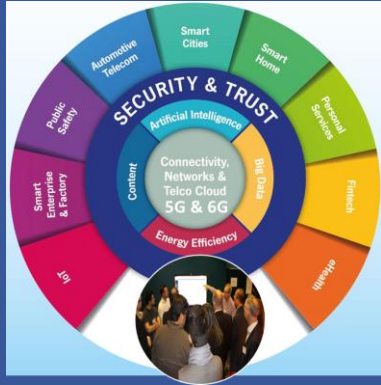 SECURITY & TRUST
Artificial Intelligence
Big Data
Energy Efficiency
Content
Connectivity,
Networks &
Telco Cloud
5G & 6G
IoT
Smart
Enterprise
& Factory
Public
Safety
Automotive
Telecom
Smart
Cities
Smart
Home
Personal
Services
Fintech
eHealth